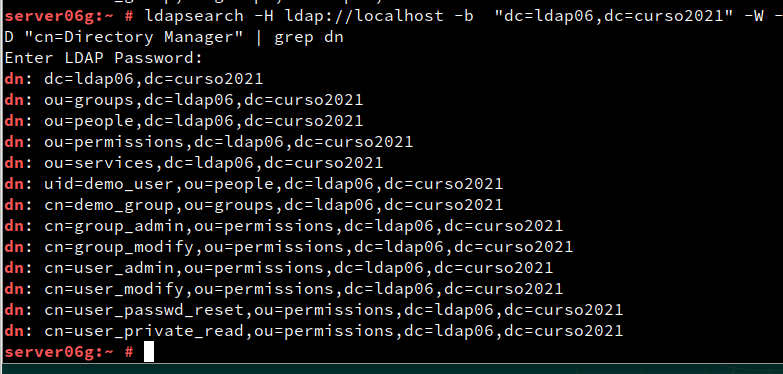 server06g:~ # ldapsearch -H ldap://localhost -b  "dc=ldap06,dc=curso2021" -W -
D "cn=Directory Manager" | grep dn
Enter LDAP Password:
dn: dc=ldap06,dc=curso2021
dn: ou=groups,dc=ldap06,dc=curso2021
dn: ou=people,dc=ldap06,dc=curso2021
dn: ou=permissions,dc=ldap06,dc=curso2021
dn: ou=services,dc=ldap06,dc=curso2021
dn: uid=demo_user,ou=people,dc=ldap06,dc=curso2021
dn: cn=demo_group,ou=groups,dc=ldap06,dc=curso2021
dn: cn=group_admin,ou=permissions,dc=ldap06,dc=curso2021
dn: cn=group_modify,ou=permissions,dc=ldap06,dc=curso2021
dn: cn=user_admin,ou=permissions,dc=ldap06,dc=curso2021
dn: cn=user_modify,ou=permissions,dc=ldap06,dc=curso2021
dn: cn=user_passwd_reset,ou=permissions,dc=ldap06,dc=curso2021
dn: cn=user_private_read,ou=permissions,dc=ldap06,dc=curso2021
server06g:~ #